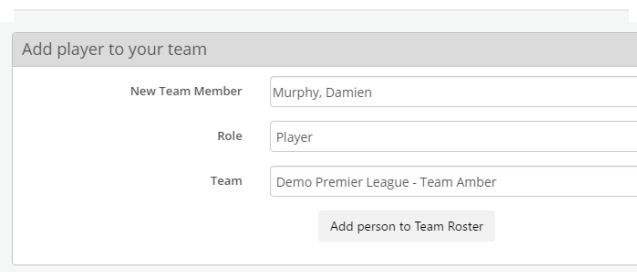 Add player to your team
New Team Member Murphy, Damien
Role Player
Team Demo Premier League - Team Amber
Add person to Team Roster